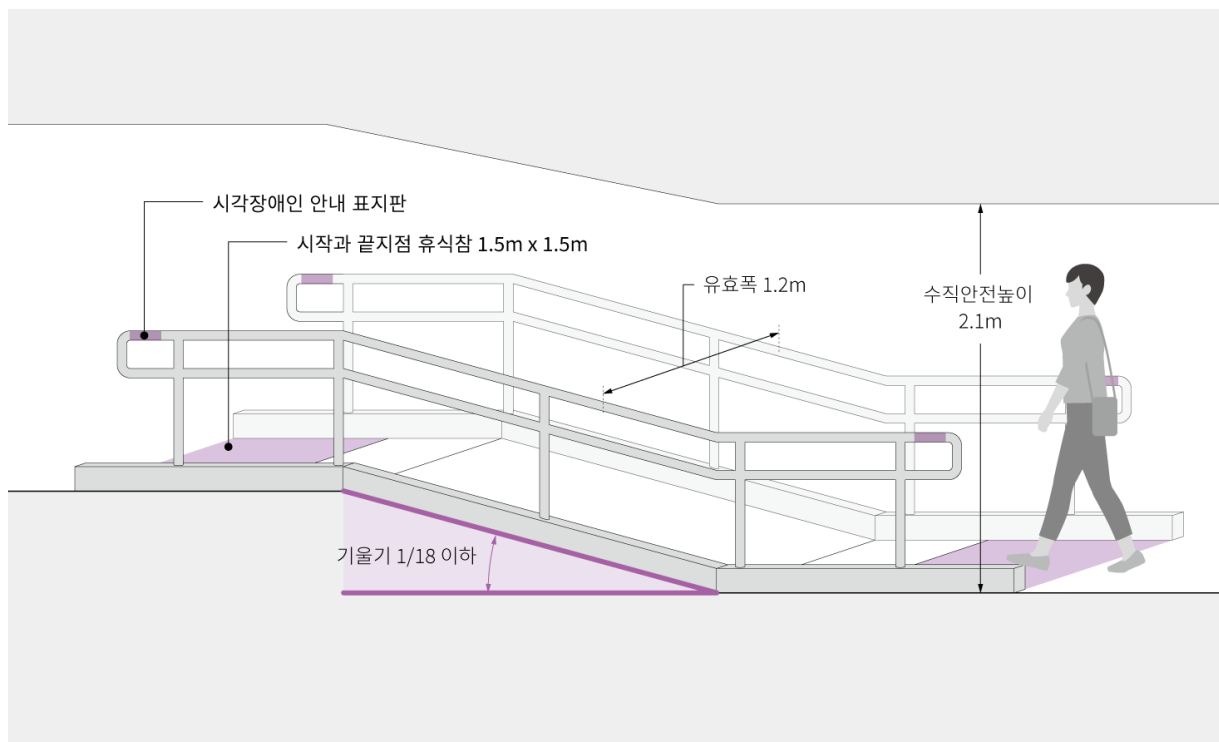 시각장애인 안내 표지판
시작과 끝지점 휴식참 1.5m x 1.5m
유효폭 1.2m
수직안전높이
2.1m
기울기 1/18 이하